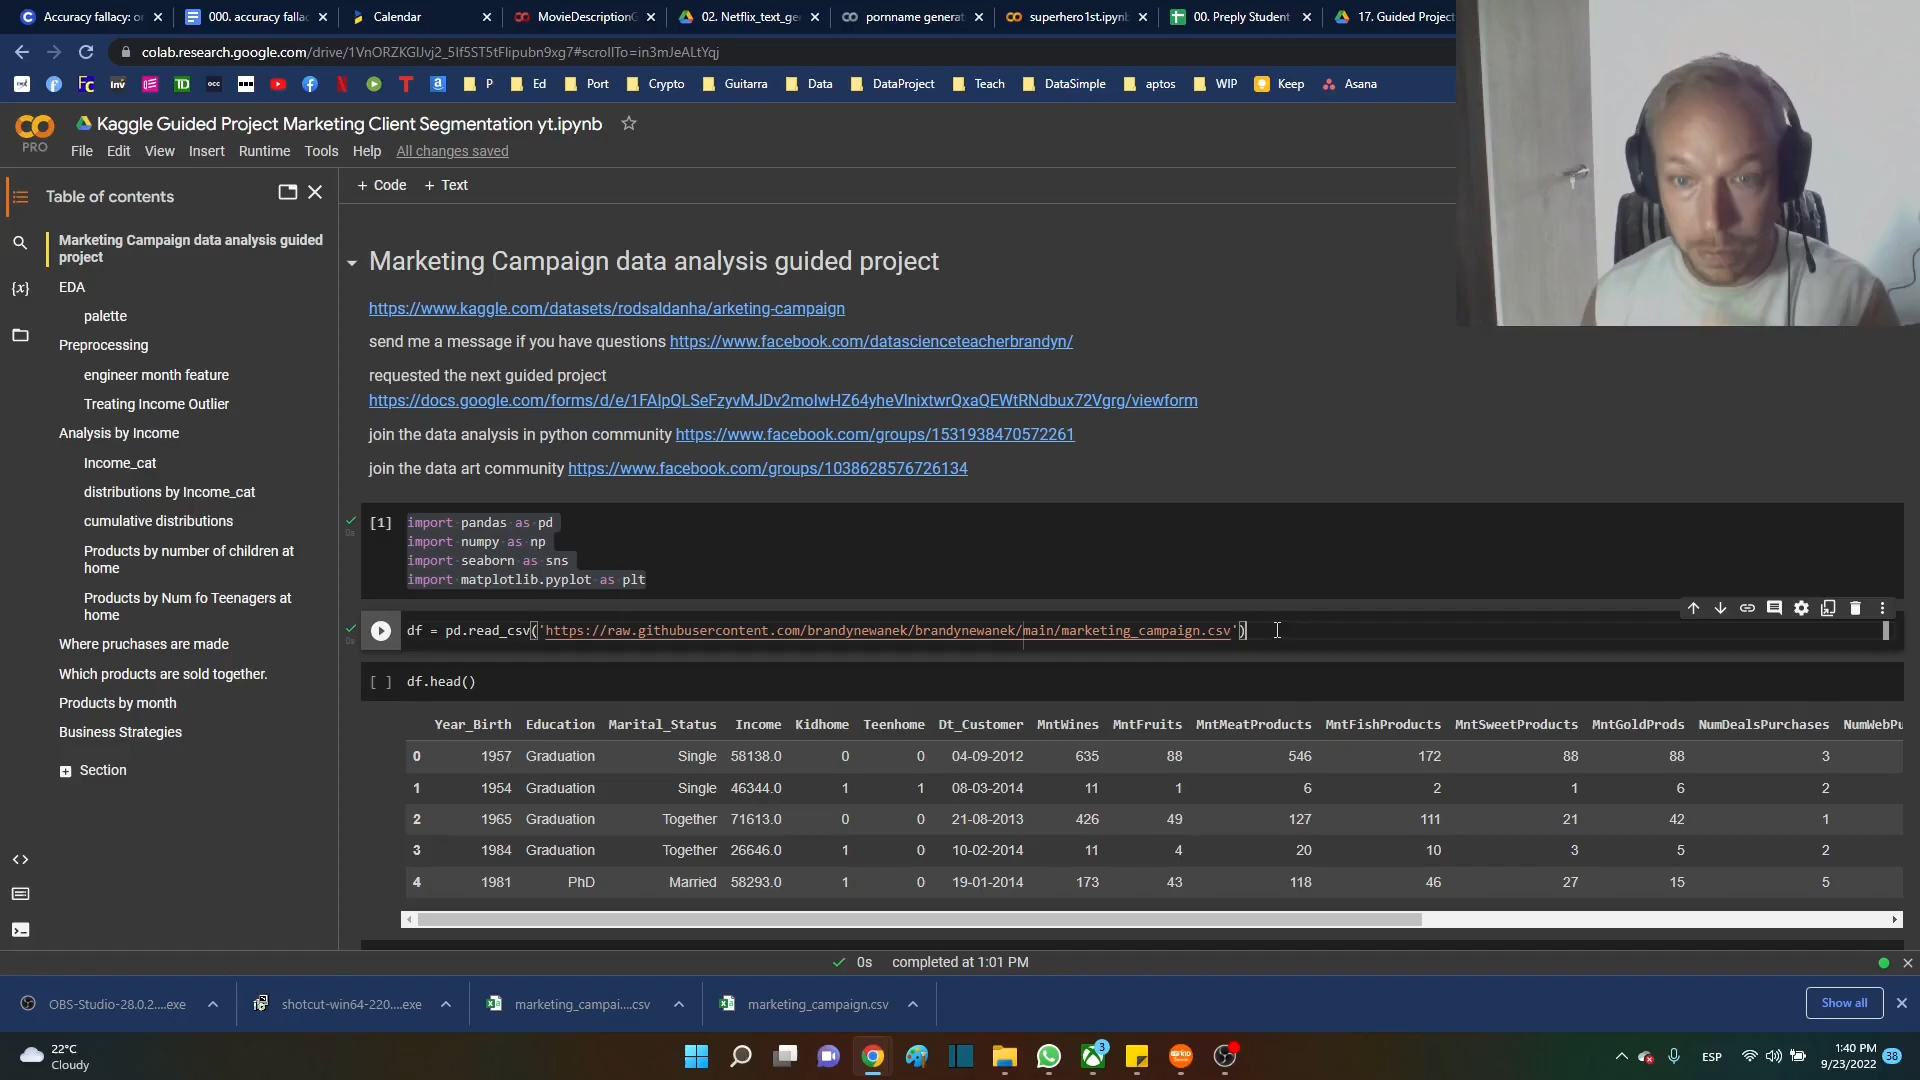 Accuracy fallacy: or
000. accuracy fallac
Calendar
MovieDescriptionG
02. Netflix_text_ge
pornname generat
superhero1st.ipynb
00. Preply Student
17. Guided Project
colab.research.google.com/drive/1VnORZKGIJvj2_5If5ST5tFlipubn9xg7#scrollTo=in3mJeALtYqj
P
Ed
Port
Crypto
Guitarra
Data
DataProject
Teach
DataSimple
aptos
WIP
Keep
Asana
PRO
Kaggle Guided Project Marketing Client Segmentation yt.ipynb
File Edit View Insert Runtime Tools Help All changes saved
Table of contents
+ Code + Text
Marketing Campaign data analysis guided
project
EDA
palette
Preprocessing
engineer month feature
Treating Income Outlier
Analysis by Income
Income_cat
distributions by Income_cat
cumulative distributions
Products by number of children at
home
Products by Num fo Teenagers at
home
Where pruchases are made
Which products are sold together.
Products by month
Business Strategies
Section
Marketing Campaign data analysis guided project
https://www.kaggle.com/datasets/rodsaldanha/arketing-campaign
send me a message if you have questions https://www.facebook.com/datascienceteacherbrandyn/
requested the next guided project
https://docs.google.com/forms/d/e/1FAIpQLSeFzyvMJDv2moIwHZ64yheVlnixtwrQxaQEWtRNdbux72Vgrg/viewform
join the data analysis in python community https://www.facebook.com/groups/1531938470572261
join the data art community https://www.facebook.com/groups/1038628576726134
[1] import pandas as pd
import numpy as np
import seaborn as sns
import matplotlib.pyplot as plt
df = pd.read_csv('https://raw.githubusercontent.com/brandynewanek/brandynewanek/main/marketing_campaign.csv')
[ ] df.head()
Year_Birth Education Marital_Status Income Kidhome Teenhome Dt_Customer MntWines MntFruits MntMeatProducts MntFishProducts MntSweetProducts MntGoldProds NumDealsPurchases NumWebPu
0 1957 Graduation Single 58138.0 0 0 04-09-2012 635 88 546 172 88 88 3
1 1954 Graduation Single 46344.0 1 1 08-03-2014 11 1 6 2 1 6 2
2 1965 Graduation Together 71613.0 0 0 21-08-2013 426 49 127 111 21 42 1
3 1984 Graduation Together 26646.0 1 0 10-02-2014 11 4 20 10 3 5 2
4 1981 PhD Married 58293.0 1 0 19-01-2014 173 43 118 46 27 15 5
0s completed at 1:01 PM
OBS-Studio-28.0.2....exe
shotcut-win64-220....exe
marketing_campai....csv
marketing_campaign.csv
Show all
22°C
Cloudy
3
ESP
1:40 PM
9/23/2022
38